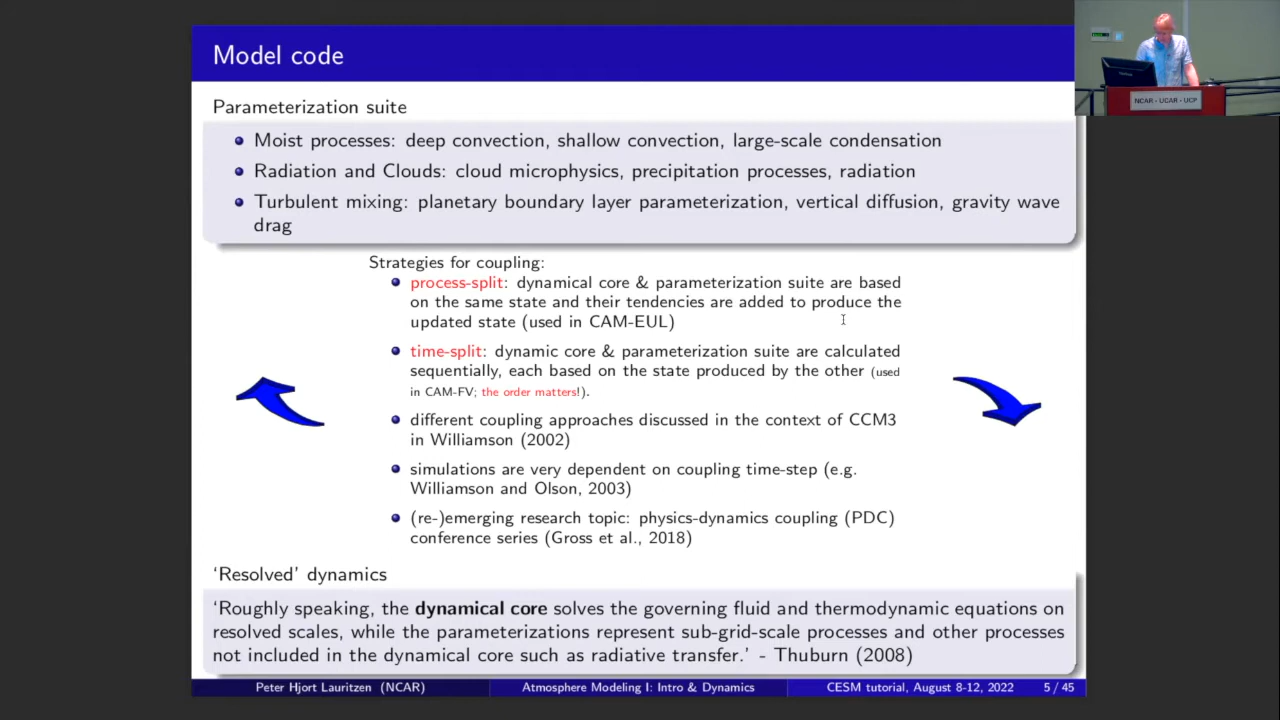 Model code
NCAR - UCAR - UCP
Parameterization suite
Moist processes: deep convection, shallow convection, large-scale condensation
Radiation and Clouds: cloud microphysics, precipitation processes, radiation
Turbulent mixing: planetary boundary layer parameterization, vertical diffusion, gravity wave
drag
Strategies for coupling:
process-split: dynamical core & parameterization suite are based
on the same state and their tendencies are added to produce the
updated state (used in CAM-EUL)
time-split: dynamic core & parameterization suite are calculated
sequentially, each based on the state produced by the other (used
in CAM-FV; the order matters!).
different coupling approaches discussed in the context of CCM3
in Williamson (2002)
simulations are very dependent on coupling time-step (e.g.
Williamson and Olson, 2003)
(re-)emerging research topic: physics-dynamics coupling (PDC)
conference series (Gross et al., 2018)
‘Resolved’ dynamics
‘Roughly speaking, the dynamical core solves the governing fluid and thermodynamic equations on
resolved scales, while the parameterizations represent sub-grid-scale processes and other processes
not included in the dynamical core such as radiative transfer.’ - Thuburn (2008)
Peter Hjort Lauritzen (NCAR)
Atmosphere Modeling I: Intro & Dynamics
CESM tutorial, August 8-12, 2022
5 / 45